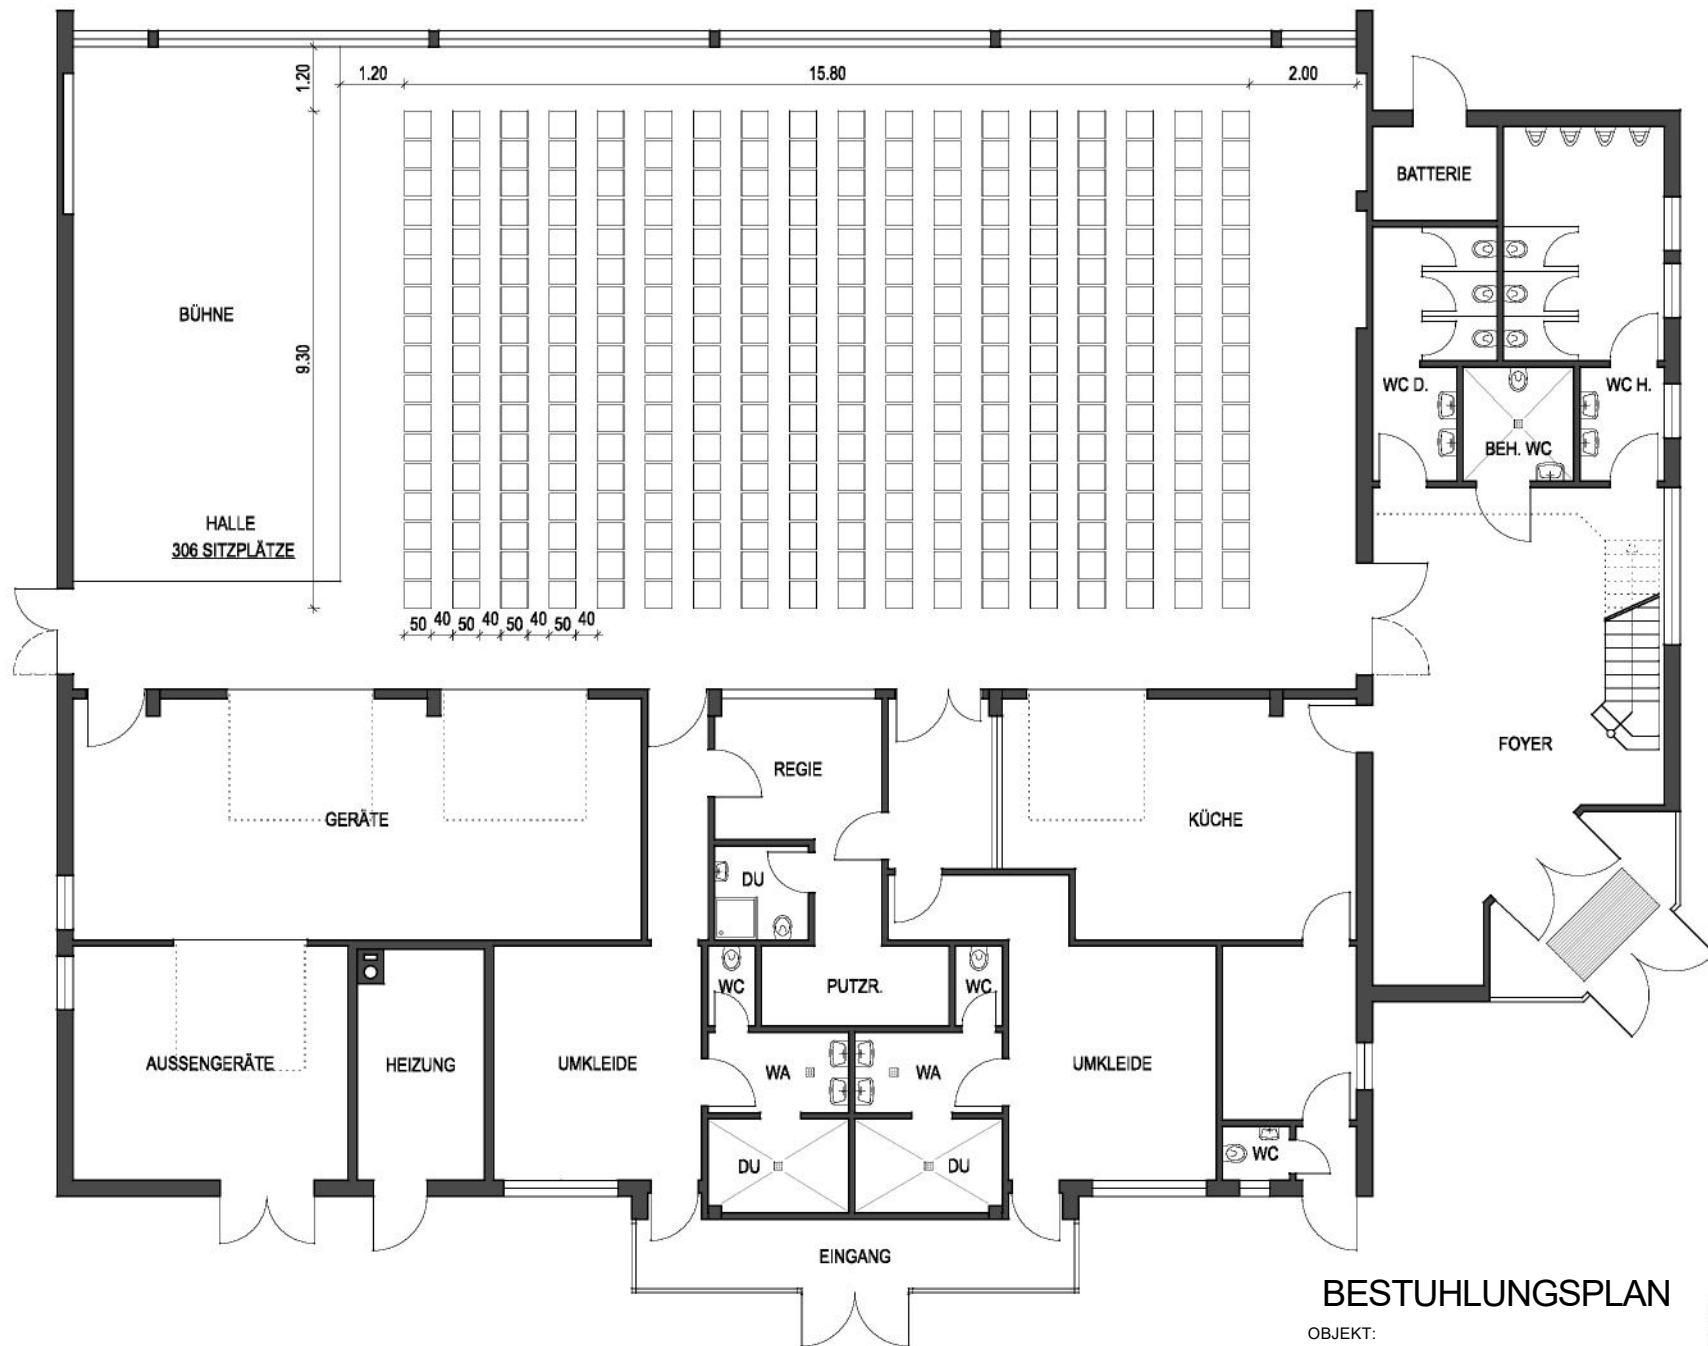 1.20
1.20
15.80
2.00
BATTERIE
BÜHNE
9.30
WC D.
WC H.
BEH. WC
HALLE
306 SITZPLÄTZE
50 40 50 40 50 40 50 40
FOYER
REGIE
GERÄTE
KÜCHE
DU
WC
PUTZR.
WC
AUSSENGERÄTE
HEIZUNG
UMKLEIDE
WA
WA
UMKLEIDE
DU
DU
WC
EINGANG
BESTUHLUNGSPLAN
OBJEKT: